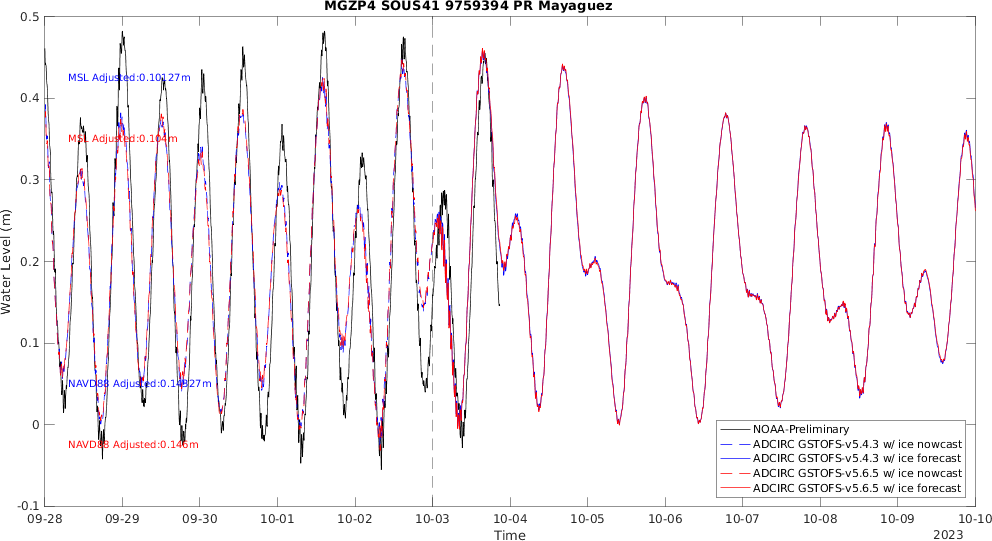 MGZP4 SOUS41 9759394 PR Mayaguez
0.5
0.4
0.3
0.2
0.1
0
-0.1
Water Level (m)
MSL Adjusted:0.10127m
MSL Adjusted:0.104m
NAVD88 Adjusted:0.14327m
NAVD88 Adjusted:0.146m
NOAA-Preliminary
ADCIRC GSTOFS-v5.4.3 w/ ice nowcast
ADCIRC GSTOFS-v5.4.3 w/ ice forecast
ADCIRC GSTOFS-v5.6.5 w/ ice nowcast
ADCIRC GSTOFS-v5.6.5 w/ ice forecast
09-28 09-29 09-30 10-01 10-02 10-03 10-04 10-05 10-06 10-07 10-08 10-09 10-10
Time
2023